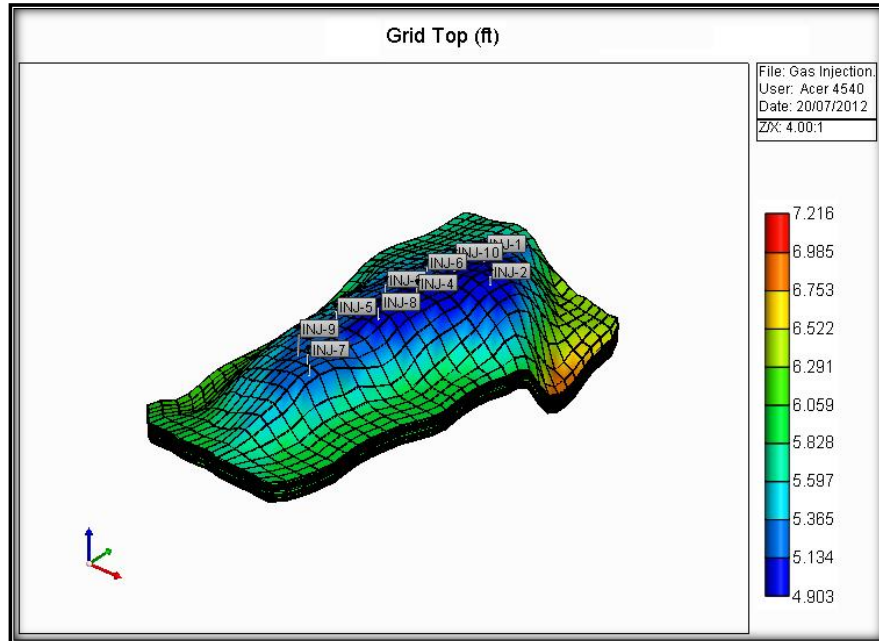 Grid Top (ft)
File: Gas Injection.
User: Acer 4540
Date: 20/07/2012
Z/X: 4.00:1
INJ-10
INJ-6
INJ-2
INJ-4
INJ-8
INJ-5
INJ-9
INJ-7
7.216
6.985
6.753
6.522
6.291
6.059
5.828
5.597
5.365
5.134
4.903